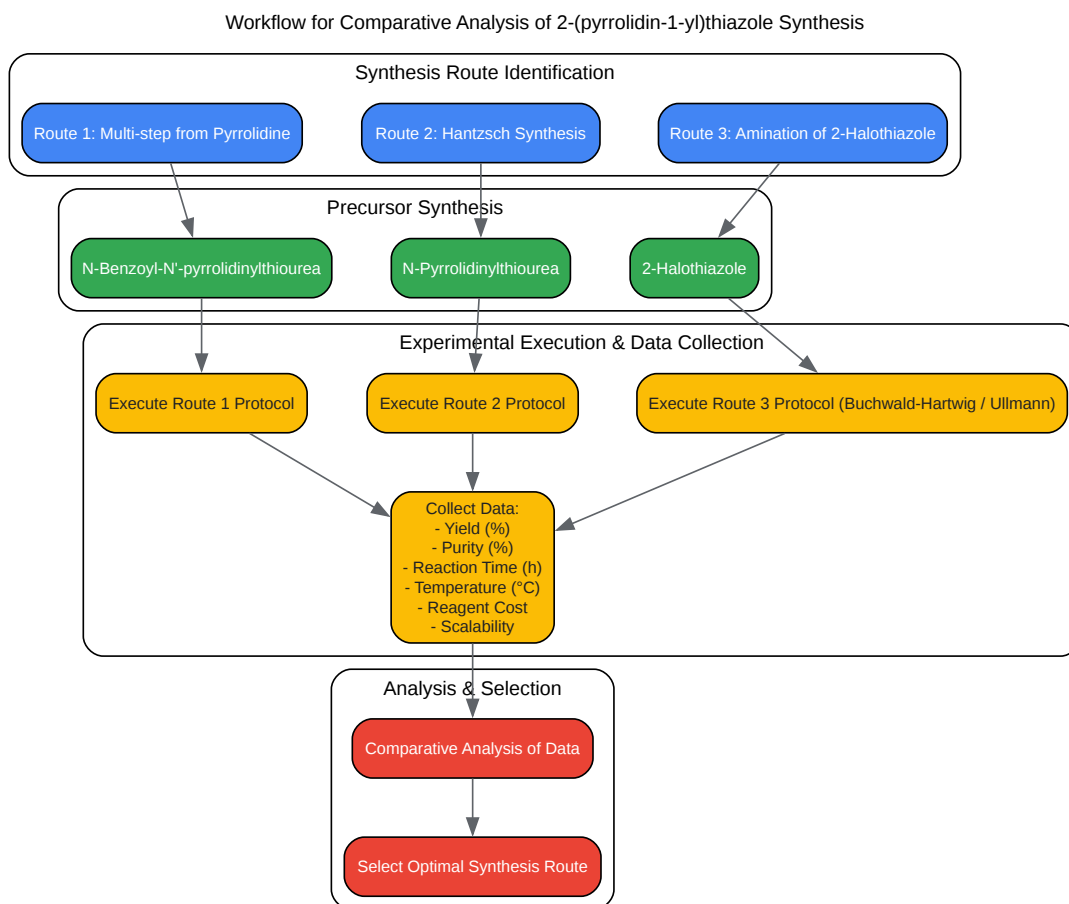 Workflow for Comparative Analysis of 2-(pyrrolidin-1-yl)thiazole Synthesis
Synthesis Route Identification
Route 1: Multi-step from Pyrrolidine
Route 2: Hantzsch Synthesis
Route 3: Amination of 2-Halothiazole
Precursor Synthesis
N-Benzoyl-N'-pyrrolidinylthiourea
N-Pyrrolidinylthiourea
2-Halothiazole
Experimental Execution & Data Collection
Execute Route 1 Protocol
Execute Route 2 Protocol
Execute Route 3 Protocol (Buchwald-Hartwig / Ullmann)
Collect Data:
- Yield (%)
- Purity (%)
- Reaction Time (h)
- Temperature (°C)
- Reagent Cost
- Scalability
Analysis & Selection
Comparative Analysis of Data
Select Optimal Synthesis Route